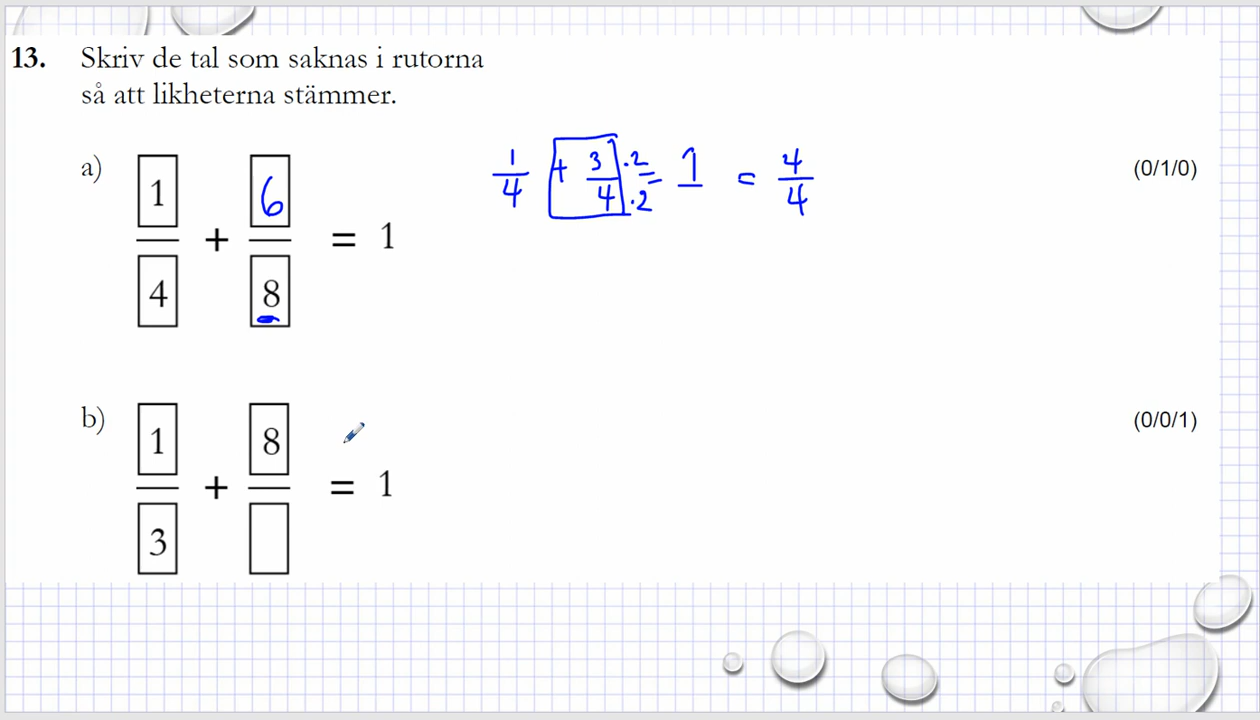 13. Skriv de tal som saknas i rutorna
så att likheterna stämmer.
a) 1/4 + 6/8 = 1 (0/1/0)
1/4 + 3/4 ·2/·2 = 1 = 4/4
b) 1/3 + 8/ = 1 (0/0/1)